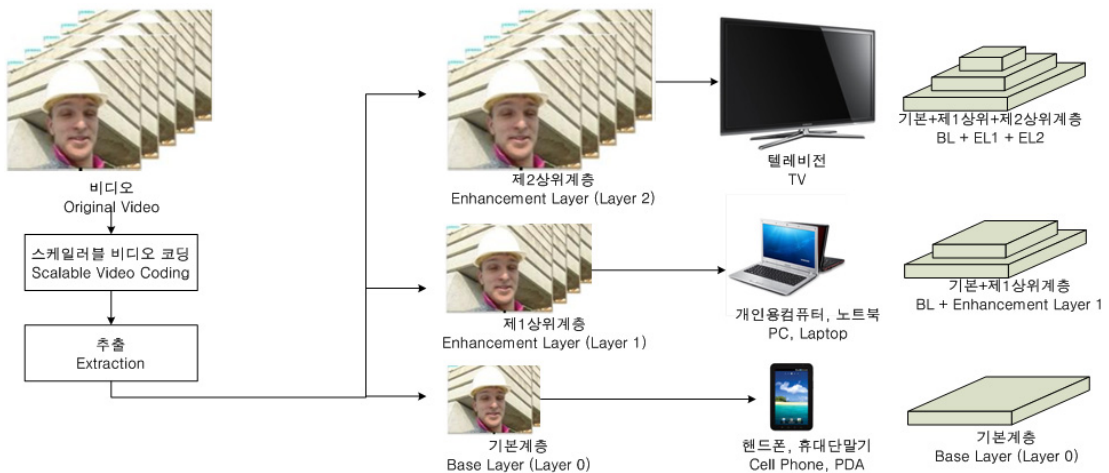 비디오
Original Video
스케일러블 비디오 코딩
Scalable Video Coding
추출
Extraction
제2상위계층
Enhancement Layer (Layer 2)
텔레비전
TV
기본+제1상위+제2상위계층
BL + EL1 + EL2
제1상위계층
Enhancement Layer (Layer 1)
개인용컴퓨터, 노트북
PC, Laptop
기본+제1상위계층
BL + Enhancement Layer 1
기본계층
Base Layer (Layer 0)
핸드폰, 휴대단말기
Cell Phone, PDA
기본계층
Base Layer (Layer 0)